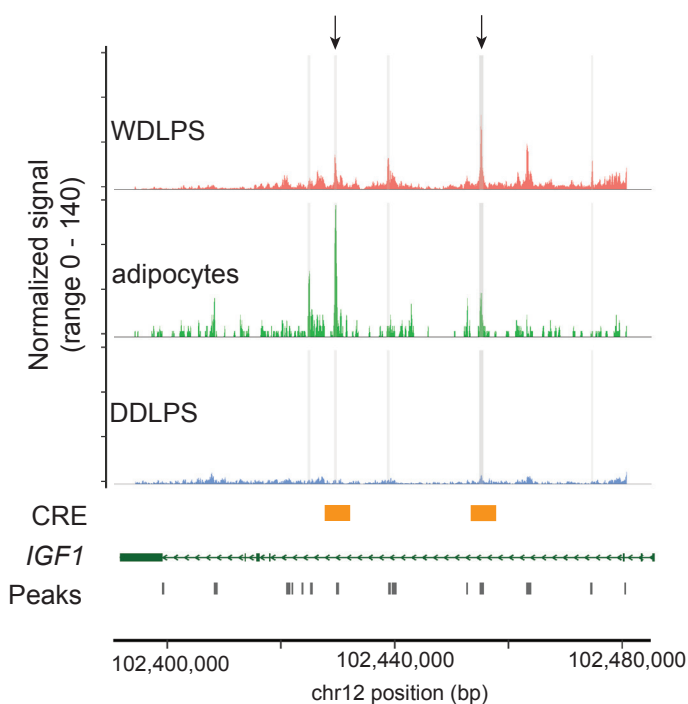 Normalized signal
(range 0 - 140)
WDLPS
adipocytes
DDLPS
CRE
IGF1
Peaks
102,400,000 102,440,000 102,480,000
chr12 position (bp)